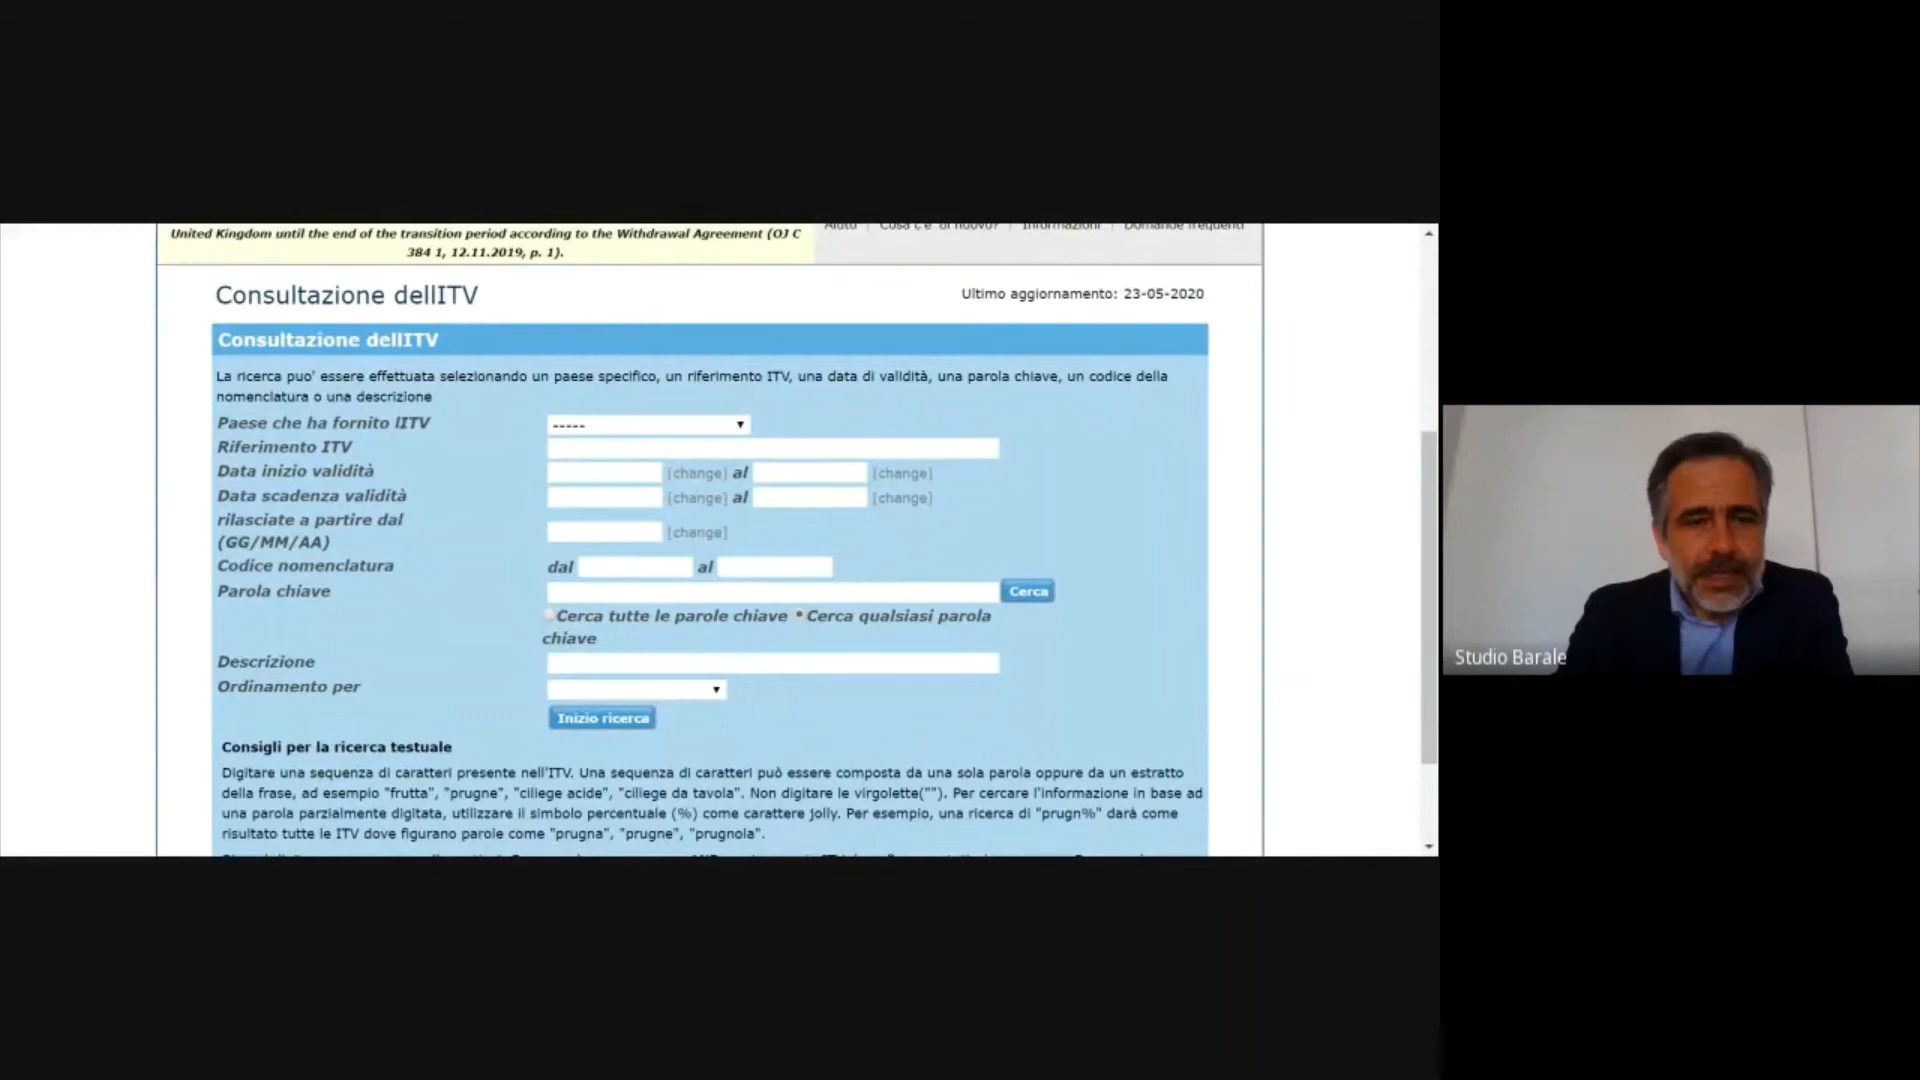 United Kingdom until the end of the transition period according to the Withdrawal Agreement (OJ C
384 1, 12.11.2019, p. 1).
Aiuto | Cosa c'e' di nuovo? | Informazioni | Domande frequenti
Consultazione dellITV
Ultimo aggiornamento: 23-05-2020
Consultazione dellITV
La ricerca puo' essere effettuata selezionando un paese specifico, un riferimento ITV, una data di validità, una parola chiave, un codice della
nomenclatura o una descrizione
Paese che ha fornito lITV
-----
Riferimento ITV
Data inizio validità [change] al [change]
Data scadenza validità [change] al [change]
rilasciate a partire dal
(GG/MM/AA) [change]
Codice nomenclatura dal al
Parola chiave Cerca
Cerca tutte le parole chiave Cerca qualsiasi parola
chiave
Descrizione
Ordinamento per
Inizio ricerca
Consigli per la ricerca testuale
Digitare una sequenza di caratteri presente nell'ITV. Una sequenza di caratteri può essere composta da una sola parola oppure da un estratto
della frase, ad esempio "frutta", "prugne", "ciliege acide", "ciliege da tavola". Non digitare le virgolette(""). Per cercare l'informazione in base ad
una parola parzialmente digitata, utilizzare il simbolo percentuale (%) come carattere jolly. Per esempio, una ricerca di "prugn%" darà come
risultato tutte le ITV dove figurano parole come "prugna", "prugne", "prugnola".
Studio Barale